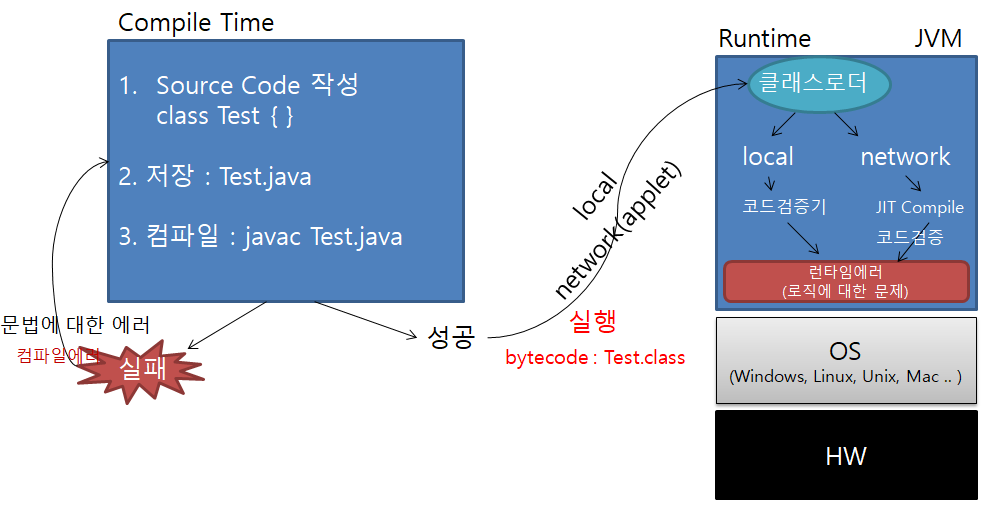 Compile Time
1. Source Code 작성
class Test { }
2. 저장 : Test.java
3. 컴파일 : javac Test.java
문법에 대한 에러
컴파일에러
실패
성공
local
network(applet)
실행
bytecode : Test.class
Runtime JVM
클래스로더
local network
코드검증기 JIT Compile
코드검증
런타임에러
(로직에 대한 문제)
OS
(Windows, Linux, Unix, Mac .. )
HW